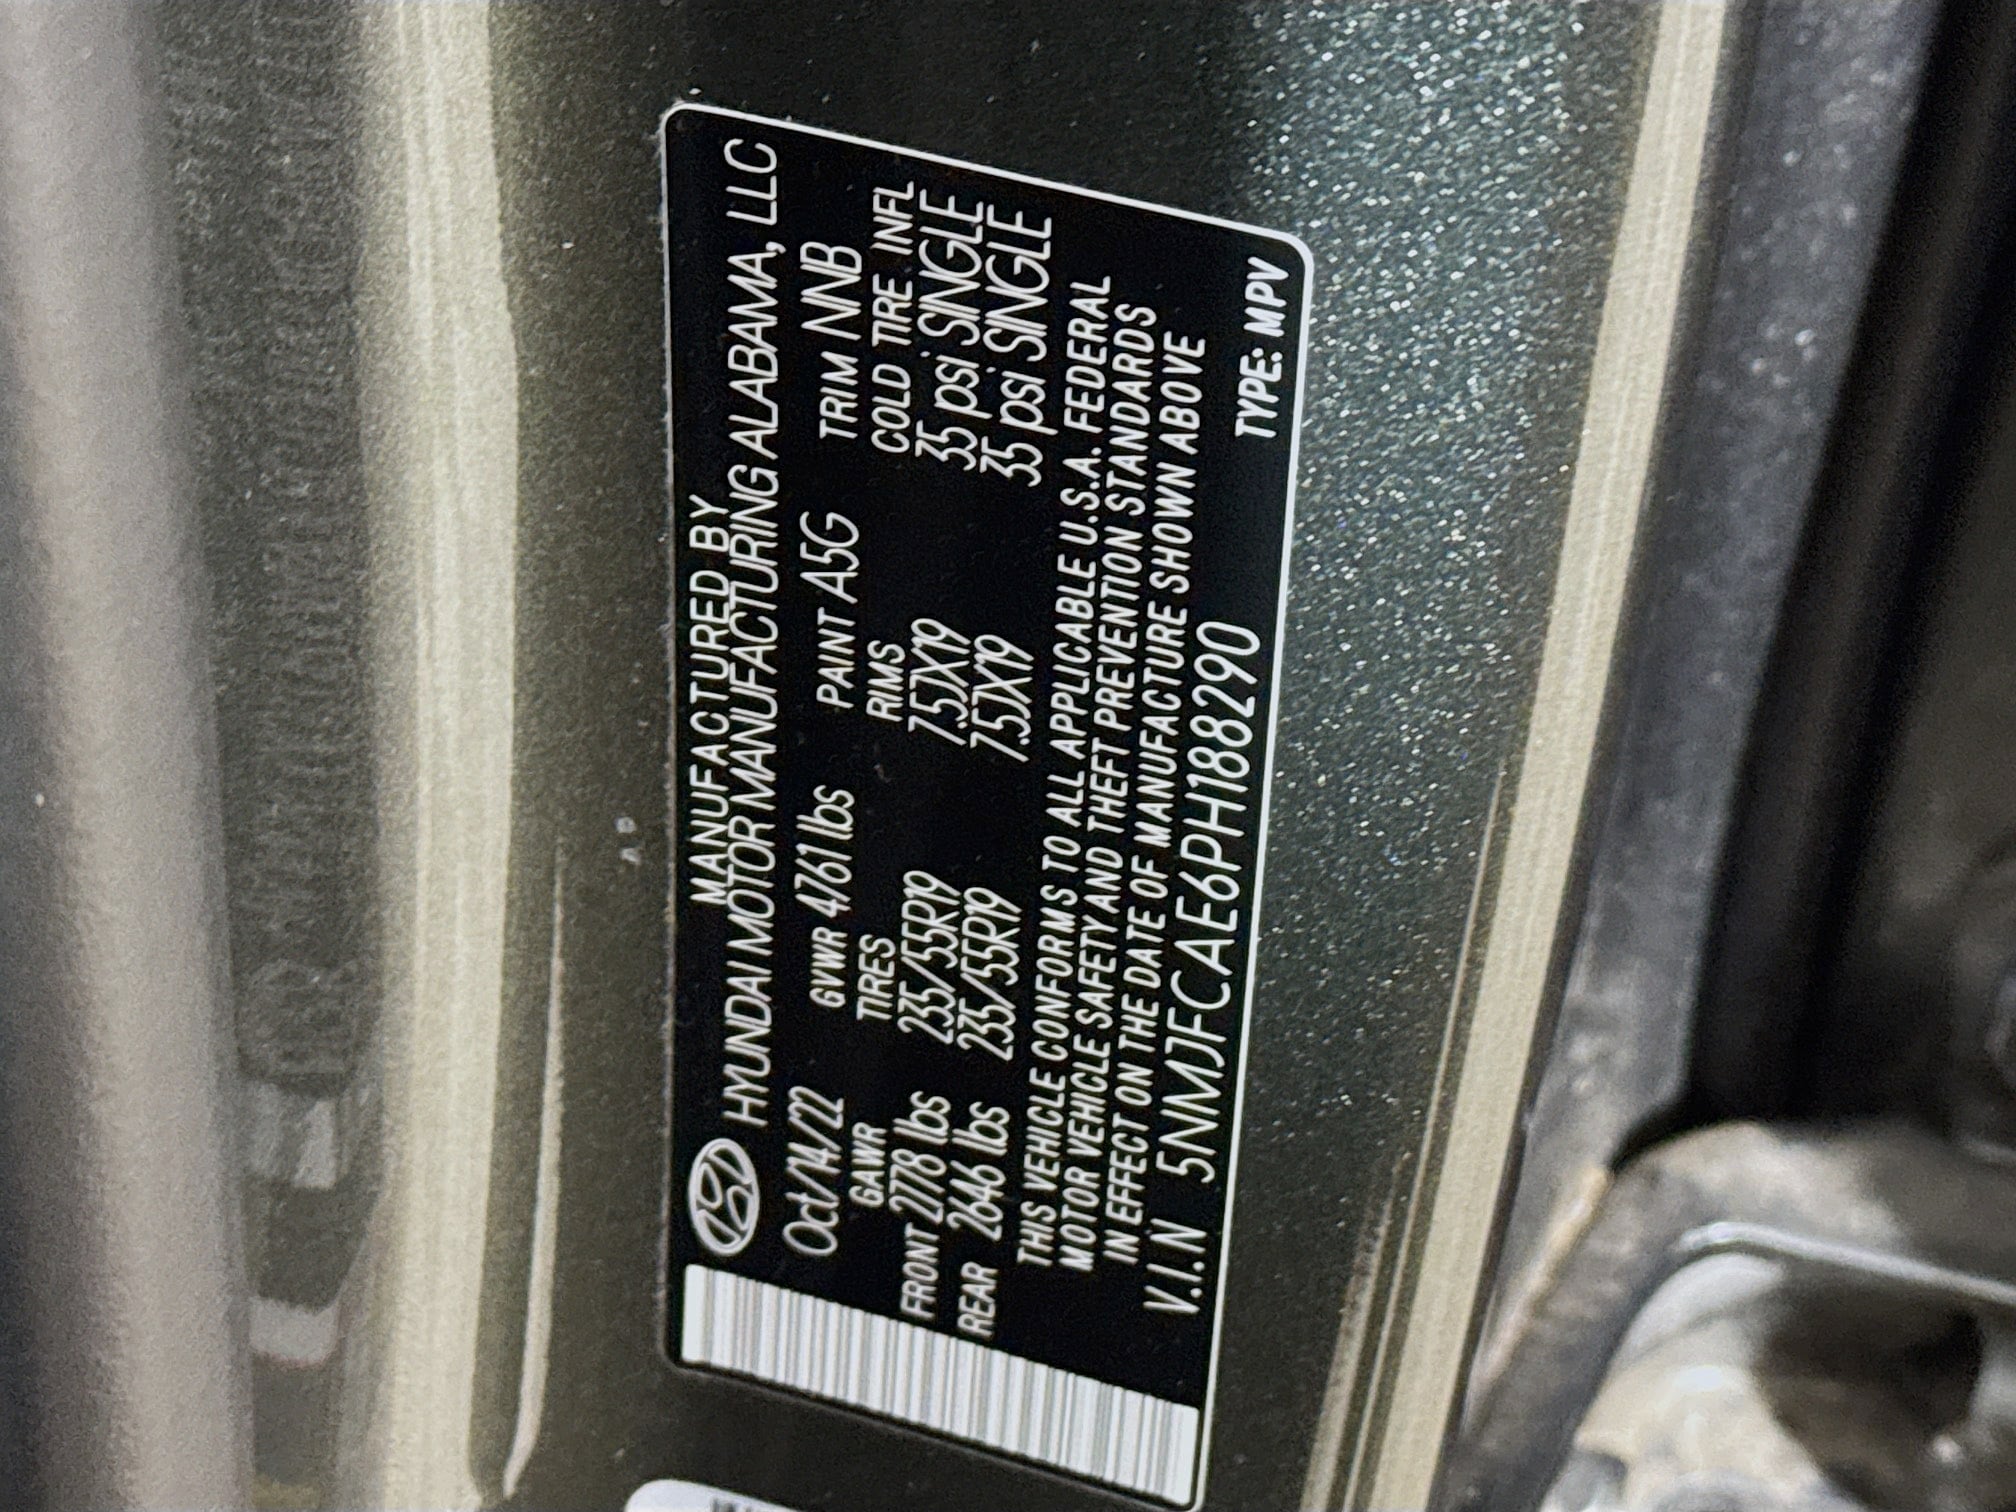 MANUFACTURED BY
HYUNDAI MOTOR MANUFACTURING ALABAMA, LLC
Oct/14/22 GVWR 4761 lbs PAINT A5G TRIM NNB
GAWR TIRES RIMS COLD TIRE INFL
FRONT 2778 lbs 235/55R19 7.5JX19 35 psi SINGLE
REAR 2646 lbs 235/55R19 7.5JX19 35 psi SINGLE
THIS VEHICLE CONFORMS TO ALL APPLICABLE U.S.A. FEDERAL
MOTOR VEHICLE SAFETY AND THEFT PREVENTION STANDARDS
IN EFFECT ON THE DATE OF MANUFACTURE SHOWN ABOVE
V.I.N 5NMJFCAE6PH188290 TYPE: MPV